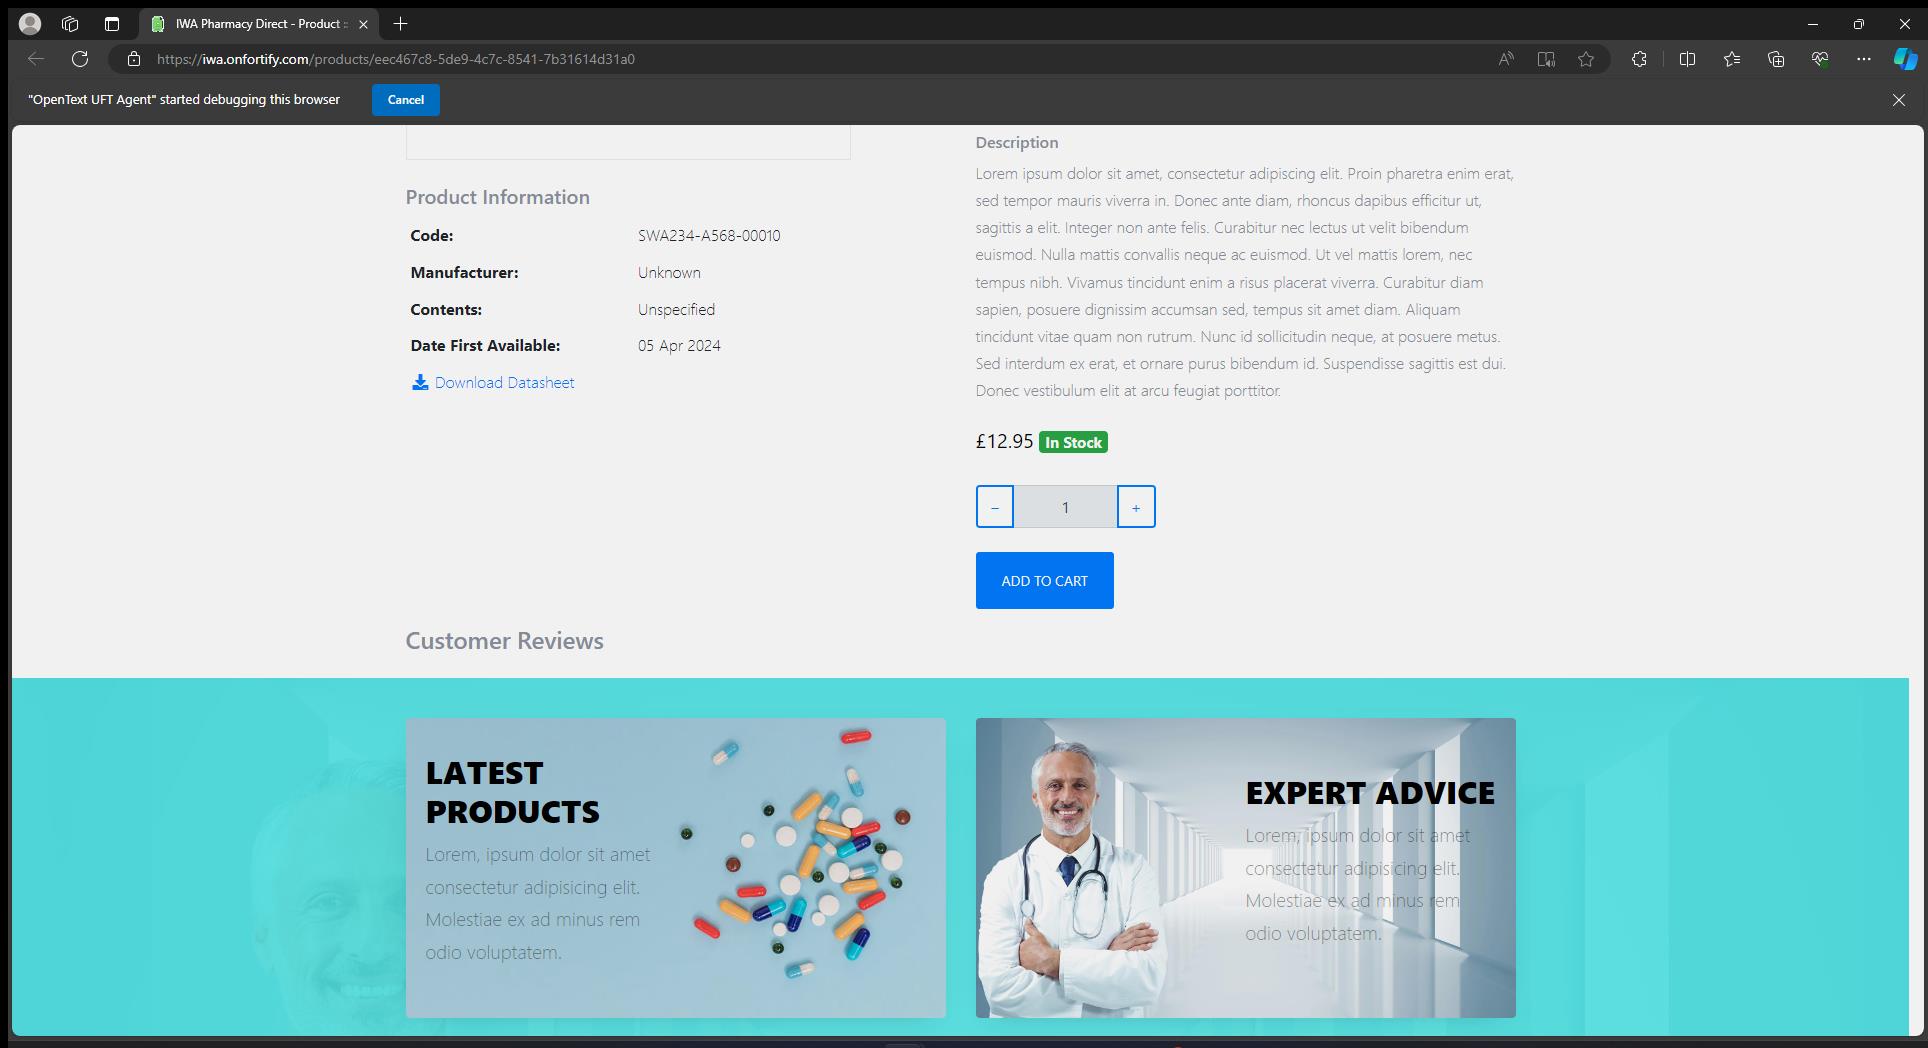 IWA Pharmacy Direct - Product :
https://iwa.onfortify.com/products/eec467c8-5de9-4c7c-8541-7b31614d31a0
"OpenText UFT Agent" started debugging this browser
Cancel
Product Information
Code: SWA234-A568-00010
Manufacturer: Unknown
Contents: Unspecified
Date First Available: 05 Apr 2024
Download Datasheet
Description
Lorem ipsum dolor sit amet, consectetur adipiscing elit. Proin pharetra enim erat,
sed tempor mauris viverra in. Donec ante diam, rhoncus dapibus efficitur ut,
sagittis a elit. Integer non ante felis. Curabitur nec lectus ut velit bibendum
euismod. Nulla mattis convallis neque ac euismod. Ut vel mattis lorem, nec
tempus nibh. Vivamus tincidunt enim a risus placerat viverra. Curabitur diam
sapien, posuere dignissim accumsan sed, tempus sit amet diam. Aliquam
tincidunt vitae quam non rutrum. Nunc id sollicitudin neque, at posuere metus.
Sed interdum ex erat, et ornare purus bibendum id. Suspendisse sagittis est dui.
Donec vestibulum elit at arcu feugiat porttitor.
£12.95 In Stock
− 1 +
ADD TO CART
Customer Reviews
LATEST
PRODUCTS
Lorem, ipsum dolor sit amet
consectetur adipisicing elit.
Molestiae ex ad minus rem
odio voluptatem.
EXPERT ADVICE
Lorem, ipsum dolor sit amet
consectetur adipisicing elit.
Molestiae ex ad minus rem
odio voluptatem.